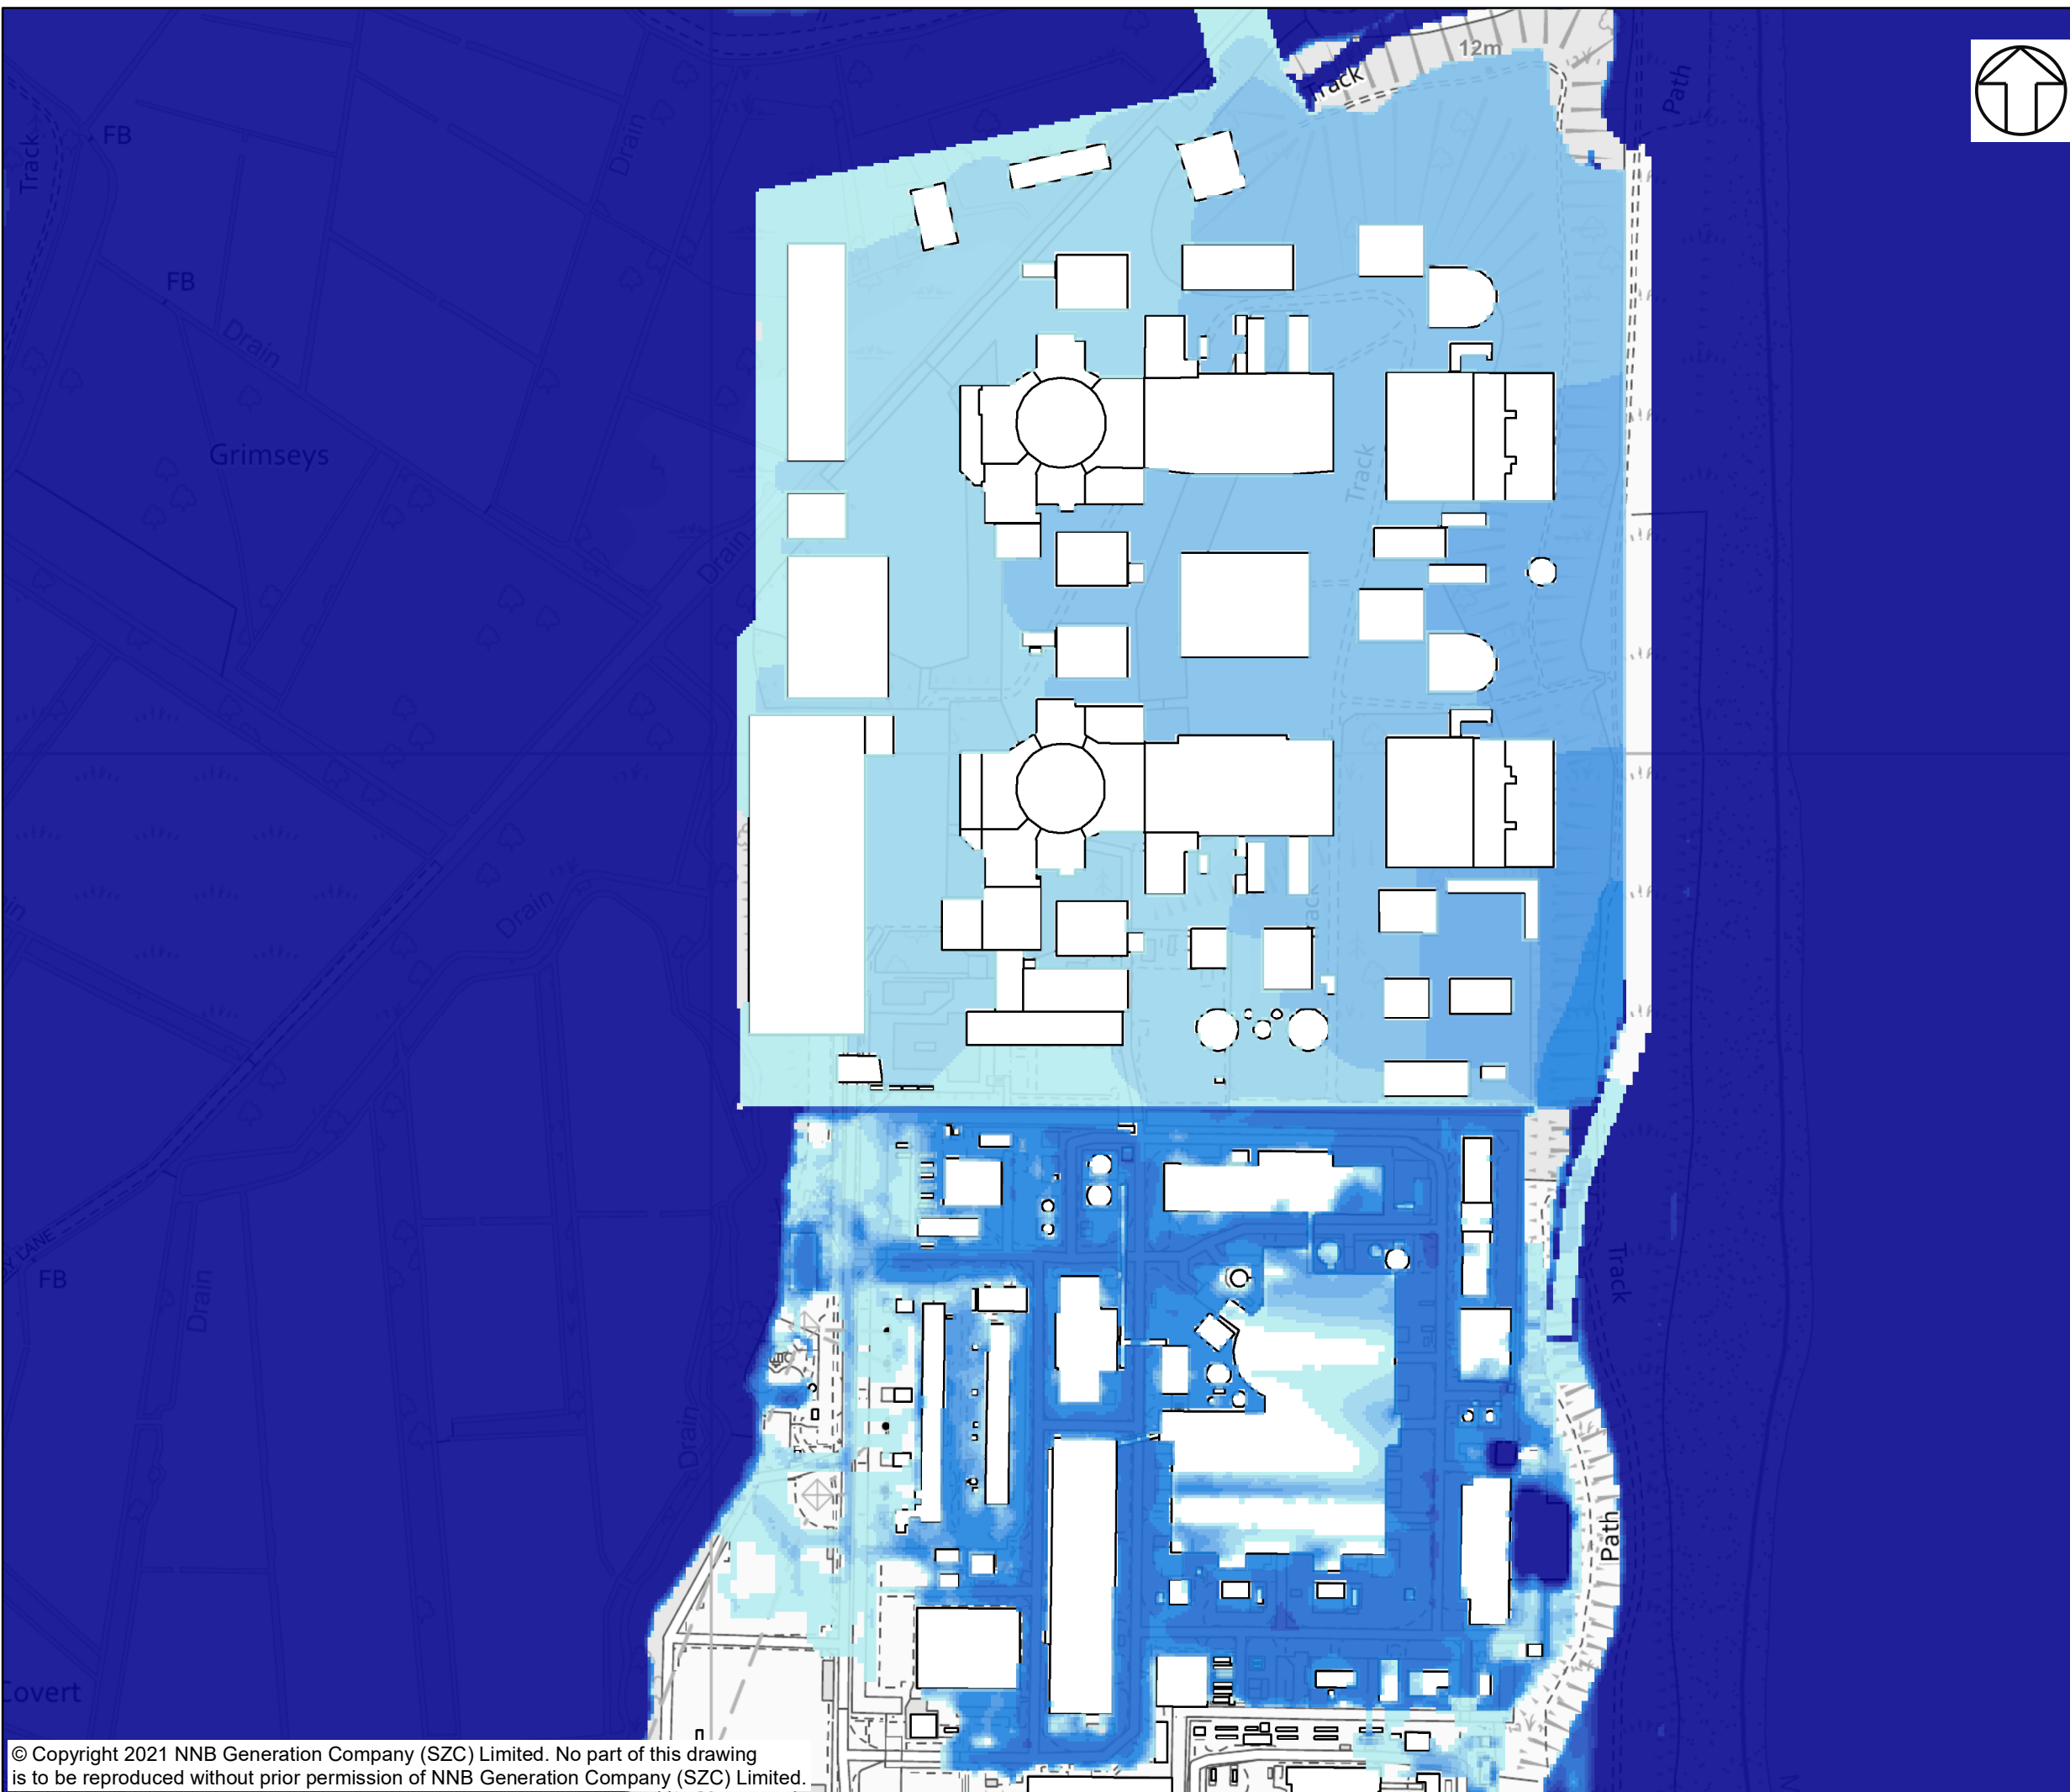 12m
Track
Path
Track
FB
Drain
FB
Drain
Grimseys
Track
Drain
Drain
Drain
FB
Drain
Track
Drain
Path
Covert
© Copyright 2021 NNB Generation Company (SZC) Limited. No part of this drawing
is to be reproduced without prior permission of NNB Generation Company (SZC) Limited.